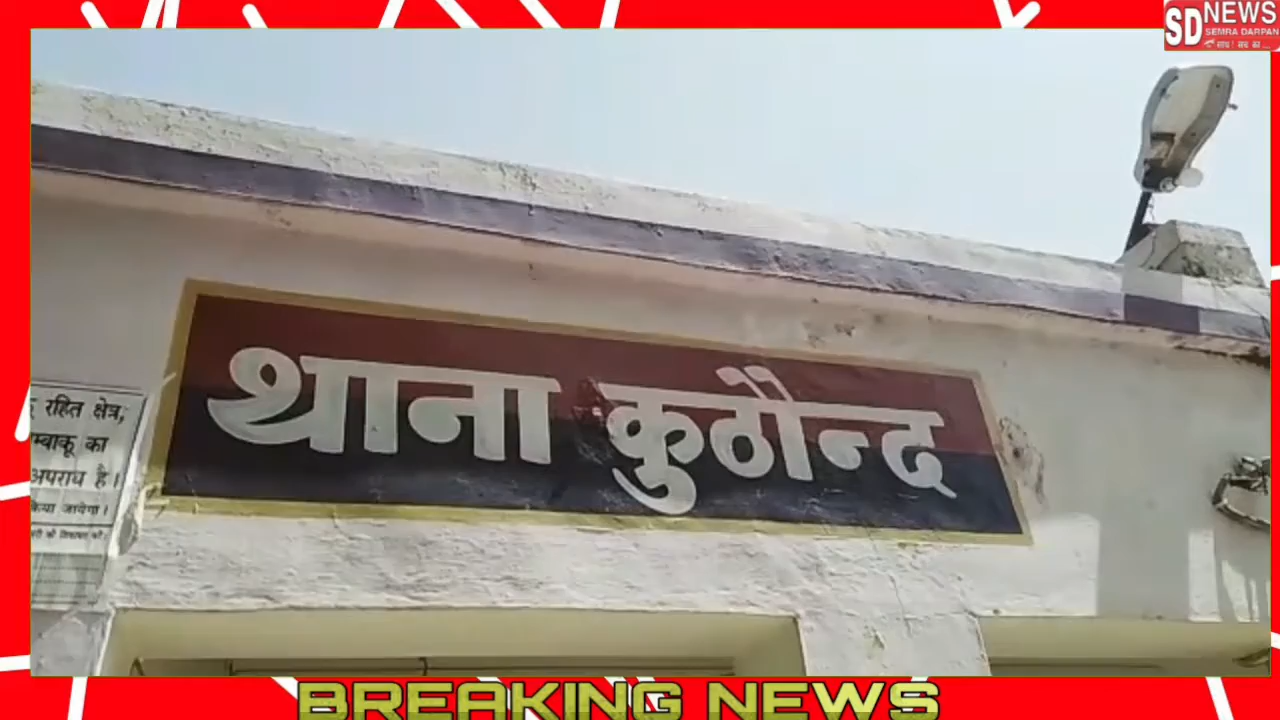 SD NEWS
SEMRA DARPAN
थाना कुठौन्द
रहित क्षेत्र,
म्बाकू का
अपराध है।
किया जायेगा।
BREAKING NEWS